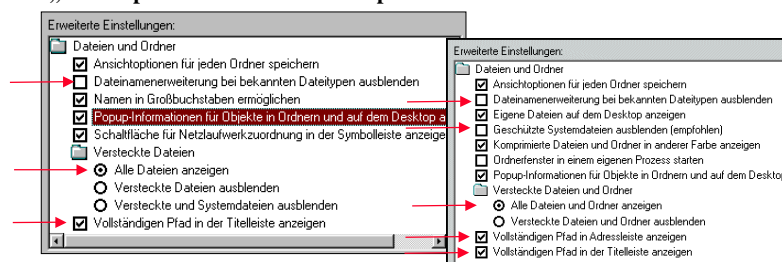 Erweiterte Einstellungen:
Dateien und Ordner
Ansichtoptionen für jeden Ordner speichern
Dateinamenerweiterung bei bekannten Dateitypen ausblenden
Namen in Großbuchstaben ermöglichen
Popup-Informationen für Objekte in Ordnern und auf dem Desktop a
Schaltfläche für Netzlaufwerkzuordnung in der Symbolleiste anzeige
Versteckte Dateien
Alle Dateien anzeigen
Versteckte Dateien ausblenden
Versteckte und Systemdateien ausblenden
Vollständigen Pfad in der Titelleiste anzeigen
Erweiterte Einstellungen:
Dateien und Ordner
Ansichtoptionen für jeden Ordner speichern
Dateinamenerweiterung bei bekannten Dateitypen ausblenden
Eigene Dateien auf dem Desktop anzeigen
Geschützte Systemdateien ausblenden (empfohlen)
Komprimierte Dateien und Ordner in anderer Farbe anzeigen
Ordnerfenster in einem eigenen Prozess starten
Popup-Informationen für Objekte in Ordnern und auf dem Deskto
Versteckte Dateien und Ordner
Alle Dateien und Ordner anzeigen
Versteckte Dateien und Ordner ausblenden
Vollständigen Pfad in Adressleiste anzeigen
Vollständigen Pfad in der Titelleiste anzeigen